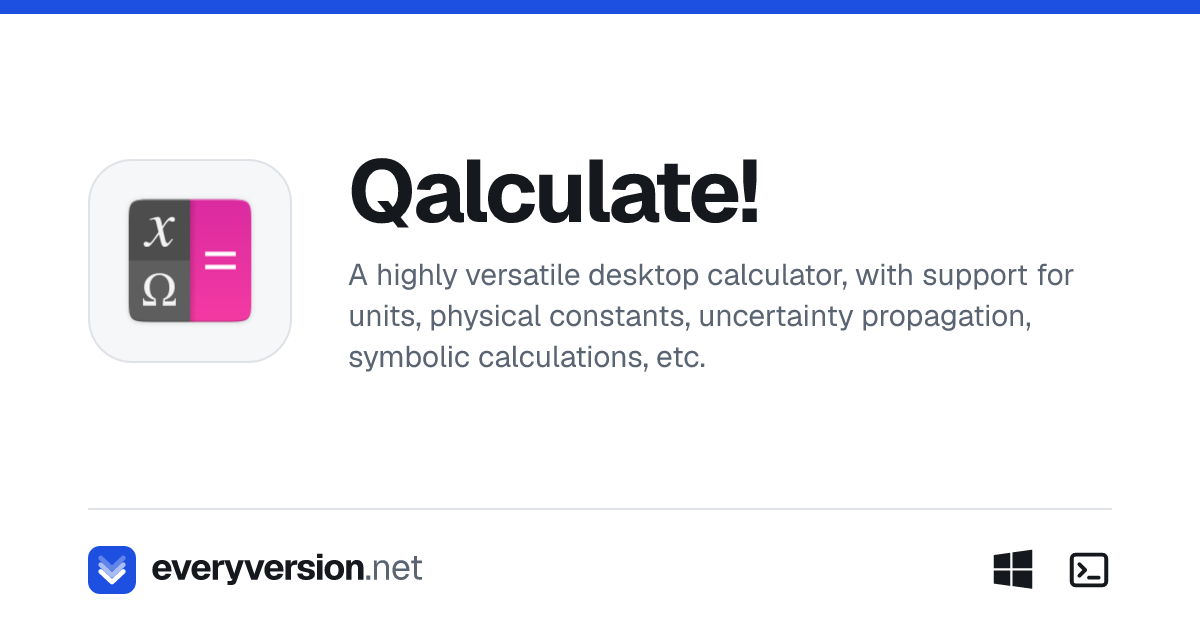 x
=
Ω
Qalculate!
A highly versatile desktop calculator, with support for
units, physical constants, uncertainty propagation,
symbolic calculations, etc.
everyversion.net